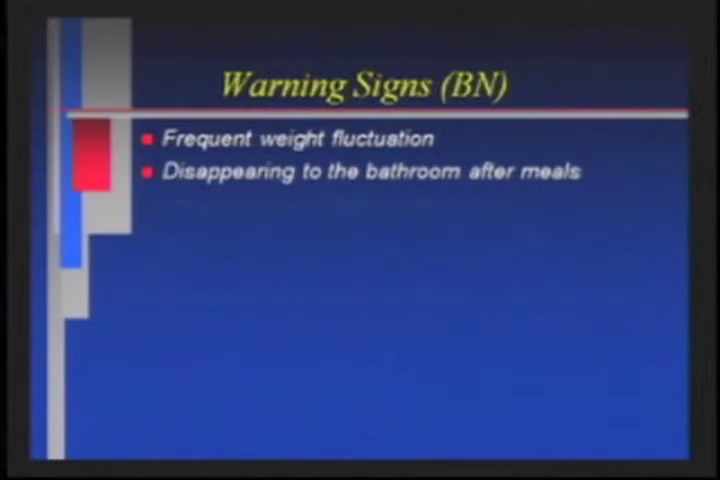 Warning Signs (BN)
Frequent weight fluctuation
Disappearing to the bathroom after meals